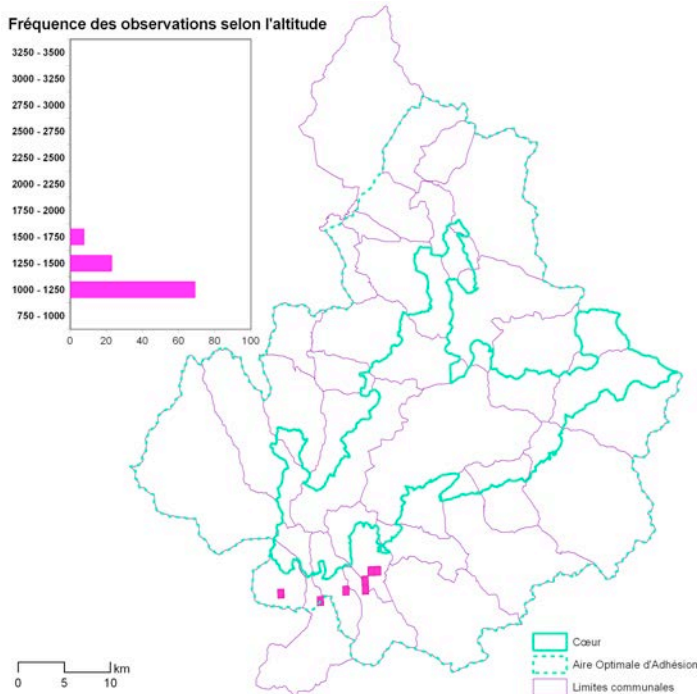 Fréquence des observations selon l'altitude
3250 - 3500
3000 - 3250
2750 - 3000
2500 - 2750
2250 - 2500
2000 - 2250
1750 - 2000
1500 - 1750
1250 - 1500
1000 - 1250
750 - 1000
0 20 40 60 80 100
km
0 5 10
Cœur
Aire Optimale d'Adhésion
Limites communales